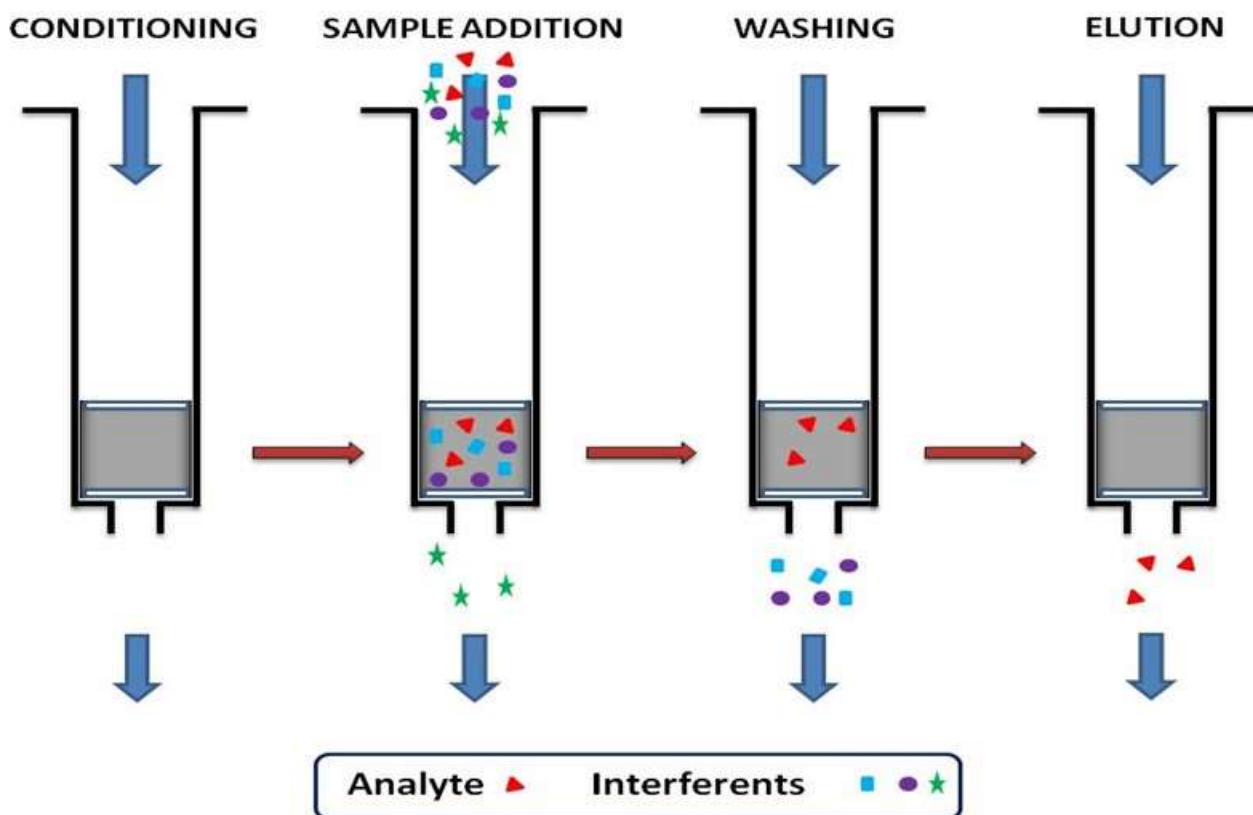 CONDITIONING
SAMPLE ADDITION
WASHING
ELUTION
Analyte
Interferents